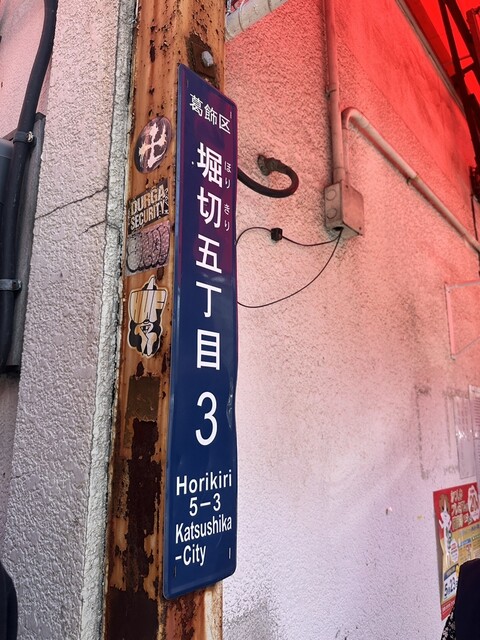 葛飾区
堀切五丁目
ほりきり
3
Horikiri
5-3
Katsushika
-City
卍
DURGA
SECURITY